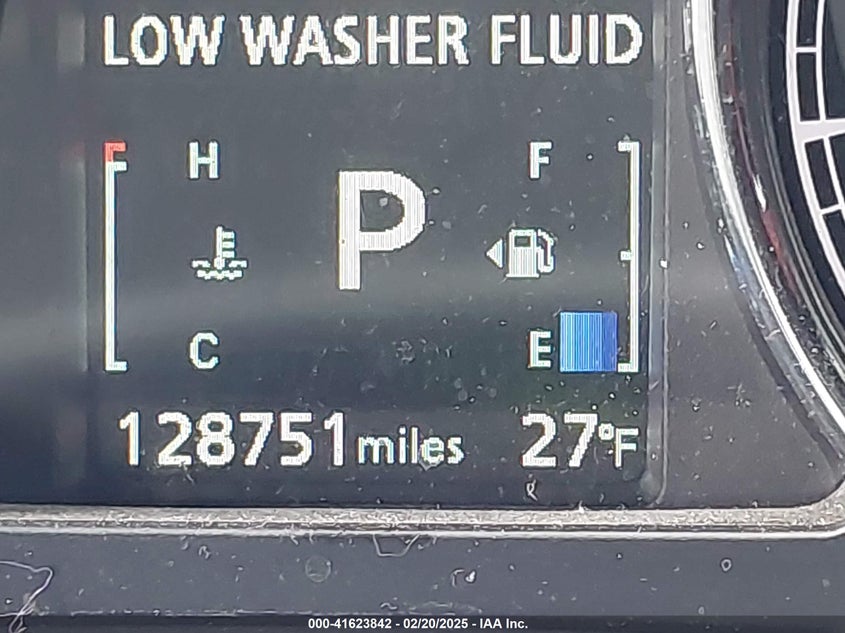 LOW WASHER FLUID
H
F
P
C
E
128751miles
27°F
000-41623842 - 02/20/2025 - IAA Inc.